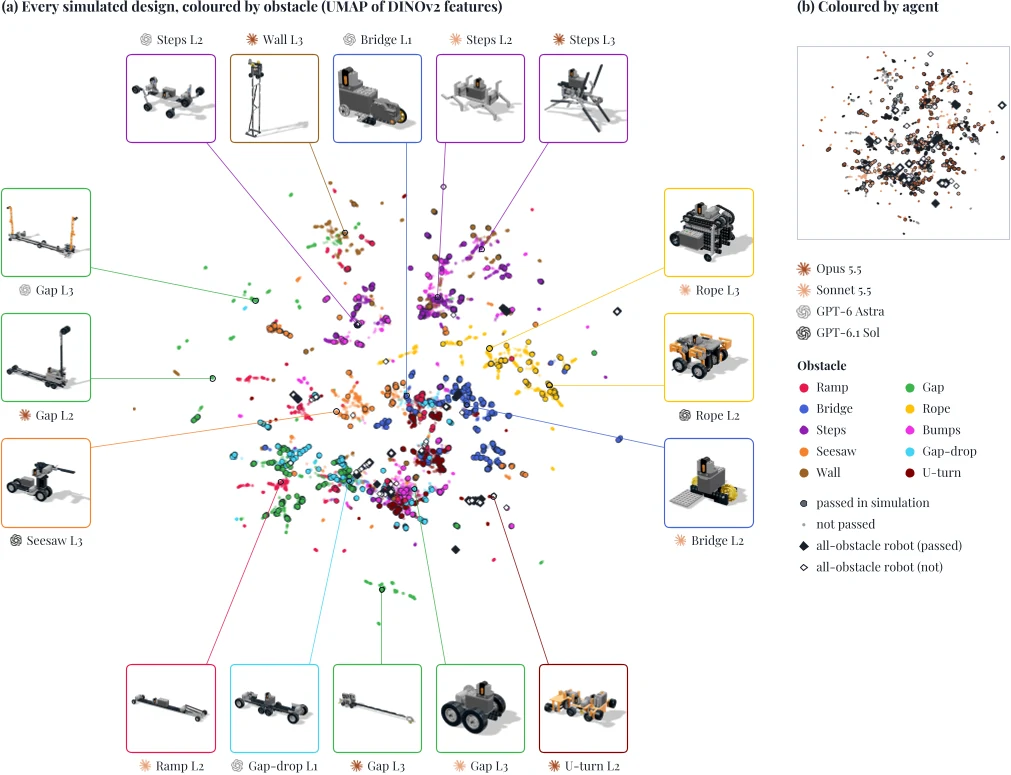 (a) Every simulated design, coloured by obstacle (UMAP of DINOv2 features)
(b) Coloured by agent
Steps L2
Wall L3
Bridge L1
Steps L2
Steps L3
Gap L3
Rope L3
Gap L2
Rope L2
Seesaw L3
Bridge L2
Ramp L2
Gap-drop L1
Gap L3
Gap L3
U-turn L2
Opus 5.5
Sonnet 5.5
GPT-6 Astra
GPT-6.1 Sol
Obstacle
Ramp
Gap
Bridge
Rope
Steps
Bumps
Seesaw
Gap-drop
Wall
U-turn
passed in simulation
not passed
all-obstacle robot (passed)
all-obstacle robot (not)